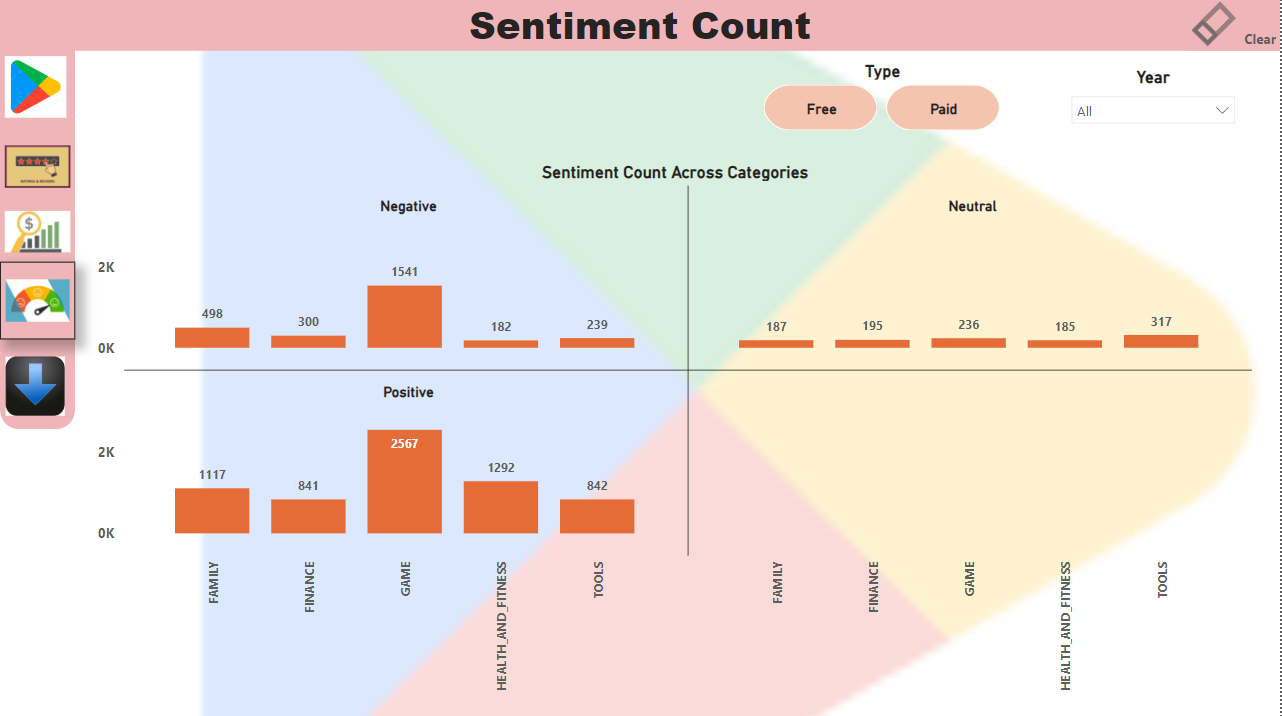 Sentiment Count
Clear
Type
Free
Paid
Year
All
Sentiment Count Across Categories
Negative
Neutral
2K
0K
498
300
1541
182
239
187
195
236
185
317
Positive
2K
0K
1117
841
2567
1292
842
FAMILY
FINANCE
GAME
HEALTH_AND_FITNESS
TOOLS
FAMILY
FINANCE
GAME
HEALTH_AND_FITNESS
TOOLS